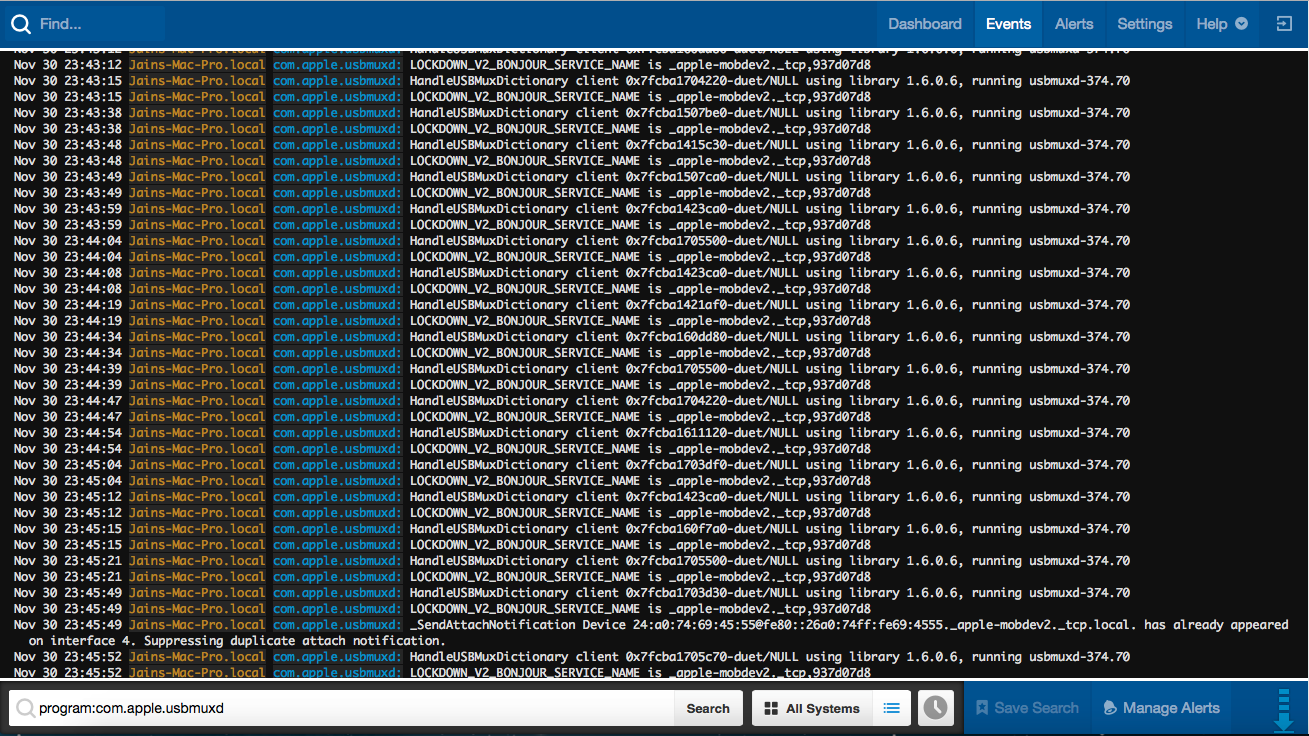 Find... Dashboard Events Alerts Settings Help
Nov 30 23:43:12 Jains-Mac-Pro.local com.apple.usbmuxd: LOCKDOWN_V2_BONJOUR_SERVICE_NAME is _apple-mobdev2._tcp,937d07d8
Nov 30 23:43:15 Jains-Mac-Pro.local com.apple.usbmuxd: HandleUSBMuxDictionary client 0x7fcba1704220-duet/NULL using library 1.6.0.6, running usbmuxd-374.70
Nov 30 23:43:15 Jains-Mac-Pro.local com.apple.usbmuxd: LOCKDOWN_V2_BONJOUR_SERVICE_NAME is _apple-mobdev2._tcp,937d07d8
Nov 30 23:43:38 Jains-Mac-Pro.local com.apple.usbmuxd: HandleUSBMuxDictionary client 0x7fcba1507be0-duet/NULL using library 1.6.0.6, running usbmuxd-374.70
Nov 30 23:43:38 Jains-Mac-Pro.local com.apple.usbmuxd: LOCKDOWN_V2_BONJOUR_SERVICE_NAME is _apple-mobdev2._tcp,937d07d8
Nov 30 23:43:48 Jains-Mac-Pro.local com.apple.usbmuxd: HandleUSBMuxDictionary client 0x7fcba1415c30-duet/NULL using library 1.6.0.6, running usbmuxd-374.70
Nov 30 23:43:48 Jains-Mac-Pro.local com.apple.usbmuxd: LOCKDOWN_V2_BONJOUR_SERVICE_NAME is _apple-mobdev2._tcp,937d07d8
Nov 30 23:43:49 Jains-Mac-Pro.local com.apple.usbmuxd: HandleUSBMuxDictionary client 0x7fcba1507ca0-duet/NULL using library 1.6.0.6, running usbmuxd-374.70
Nov 30 23:43:49 Jains-Mac-Pro.local com.apple.usbmuxd: LOCKDOWN_V2_BONJOUR_SERVICE_NAME is _apple-mobdev2._tcp,937d07d8
Nov 30 23:43:59 Jains-Mac-Pro.local com.apple.usbmuxd: HandleUSBMuxDictionary client 0x7fcba1423ca0-duet/NULL using library 1.6.0.6, running usbmuxd-374.70
Nov 30 23:43:59 Jains-Mac-Pro.local com.apple.usbmuxd: LOCKDOWN_V2_BONJOUR_SERVICE_NAME is _apple-mobdev2._tcp,937d07d8
Nov 30 23:44:04 Jains-Mac-Pro.local com.apple.usbmuxd: HandleUSBMuxDictionary client 0x7fcba1705500-duet/NULL using library 1.6.0.6, running usbmuxd-374.70
Nov 30 23:44:04 Jains-Mac-Pro.local com.apple.usbmuxd: LOCKDOWN_V2_BONJOUR_SERVICE_NAME is _apple-mobdev2._tcp,937d07d8
Nov 30 23:44:08 Jains-Mac-Pro.local com.apple.usbmuxd: HandleUSBMuxDictionary client 0x7fcba1423ca0-duet/NULL using library 1.6.0.6, running usbmuxd-374.70
Nov 30 23:44:08 Jains-Mac-Pro.local com.apple.usbmuxd: LOCKDOWN_V2_BONJOUR_SERVICE_NAME is _apple-mobdev2._tcp,937d07d8
Nov 30 23:44:19 Jains-Mac-Pro.local com.apple.usbmuxd: HandleUSBMuxDictionary client 0x7fcba1421af0-duet/NULL using library 1.6.0.6, running usbmuxd-374.70
Nov 30 23:44:19 Jains-Mac-Pro.local com.apple.usbmuxd: LOCKDOWN_V2_BONJOUR_SERVICE_NAME is _apple-mobdev2._tcp,937d07d8
Nov 30 23:44:34 Jains-Mac-Pro.local com.apple.usbmuxd: HandleUSBMuxDictionary client 0x7fcba160dd80-duet/NULL using library 1.6.0.6, running usbmuxd-374.70
Nov 30 23:44:34 Jains-Mac-Pro.local com.apple.usbmuxd: LOCKDOWN_V2_BONJOUR_SERVICE_NAME is _apple-mobdev2._tcp,937d07d8
Nov 30 23:44:39 Jains-Mac-Pro.local com.apple.usbmuxd: HandleUSBMuxDictionary client 0x7fcba1705500-duet/NULL using library 1.6.0.6, running usbmuxd-374.70
Nov 30 23:44:39 Jains-Mac-Pro.local com.apple.usbmuxd: LOCKDOWN_V2_BONJOUR_SERVICE_NAME is _apple-mobdev2._tcp,937d07d8
Nov 30 23:44:47 Jains-Mac-Pro.local com.apple.usbmuxd: HandleUSBMuxDictionary client 0x7fcba1704220-duet/NULL using library 1.6.0.6, running usbmuxd-374.70
Nov 30 23:44:47 Jains-Mac-Pro.local com.apple.usbmuxd: LOCKDOWN_V2_BONJOUR_SERVICE_NAME is _apple-mobdev2._tcp,937d07d8
Nov 30 23:44:54 Jains-Mac-Pro.local com.apple.usbmuxd: HandleUSBMuxDictionary client 0x7fcba1611120-duet/NULL using library 1.6.0.6, running usbmuxd-374.70
Nov 30 23:44:54 Jains-Mac-Pro.local com.apple.usbmuxd: LOCKDOWN_V2_BONJOUR_SERVICE_NAME is _apple-mobdev2._tcp,937d07d8
Nov 30 23:45:04 Jains-Mac-Pro.local com.apple.usbmuxd: HandleUSBMuxDictionary client 0x7fcba1703df0-duet/NULL using library 1.6.0.6, running usbmuxd-374.70
Nov 30 23:45:04 Jains-Mac-Pro.local com.apple.usbmuxd: LOCKDOWN_V2_BONJOUR_SERVICE_NAME is _apple-mobdev2._tcp,937d07d8
Nov 30 23:45:12 Jains-Mac-Pro.local com.apple.usbmuxd: HandleUSBMuxDictionary client 0x7fcba1423ca0-duet/NULL using library 1.6.0.6, running usbmuxd-374.70
Nov 30 23:45:12 Jains-Mac-Pro.local com.apple.usbmuxd: LOCKDOWN_V2_BONJOUR_SERVICE_NAME is _apple-mobdev2._tcp,937d07d8
Nov 30 23:45:15 Jains-Mac-Pro.local com.apple.usbmuxd: HandleUSBMuxDictionary client 0x7fcba160f7a0-duet/NULL using library 1.6.0.6, running usbmuxd-374.70
Nov 30 23:45:15 Jains-Mac-Pro.local com.apple.usbmuxd: LOCKDOWN_V2_BONJOUR_SERVICE_NAME is _apple-mobdev2._tcp,937d07d8
Nov 30 23:45:21 Jains-Mac-Pro.local com.apple.usbmuxd: HandleUSBMuxDictionary client 0x7fcba1705500-duet/NULL using library 1.6.0.6, running usbmuxd-374.70
Nov 30 23:45:21 Jains-Mac-Pro.local com.apple.usbmuxd: LOCKDOWN_V2_BONJOUR_SERVICE_NAME is _apple-mobdev2._tcp,937d07d8
Nov 30 23:45:49 Jains-Mac-Pro.local com.apple.usbmuxd: HandleUSBMuxDictionary client 0x7fcba1703d30-duet/NULL using library 1.6.0.6, running usbmuxd-374.70
Nov 30 23:45:49 Jains-Mac-Pro.local com.apple.usbmuxd: LOCKDOWN_V2_BONJOUR_SERVICE_NAME is _apple-mobdev2._tcp,937d07d8
Nov 30 23:45:49 Jains-Mac-Pro.local com.apple.usbmuxd: _SendAttachNotification Device 24:a0:74:69:45:55@fe80::26a0:74ff:fe69:4555._apple-mobdev2._tcp.local. has already appeared
on interface 4. Suppressing duplicate attach notification.
Nov 30 23:45:52 Jains-Mac-Pro.local com.apple.usbmuxd: HandleUSBMuxDictionary client 0x7fcba1705c70-duet/NULL using library 1.6.0.6, running usbmuxd-374.70
Nov 30 23:45:52 Jains-Mac-Pro.local com.apple.usbmuxd: LOCKDOWN_V2_BONJOUR_SERVICE_NAME is _apple-mobdev2._tcp,937d07d8
program:com.apple.usbmuxd Search All Systems Save Search Manage Alerts